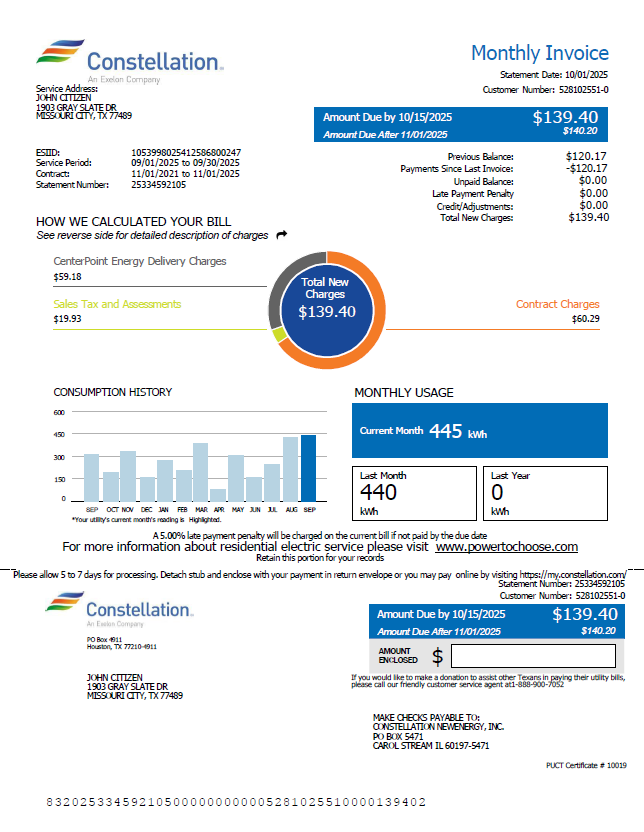 Constellation.
An Exelon Company
Monthly Invoice
Statement Date: 10/01/2025
Customer Number: 528102551-0
Service Address:
JOHN CITIZEN
1903 GRAY SLATE DR
MISSOURI CITY, TX 77489
Amount Due by 10/15/2025 $139.40
Amount Due After 11/01/2025 $140.20
ESIID: 1053998025412586800247
Service Period: 09/01/2025 to 09/30/2025
Contract: 11/01/2021 to 11/01/2025
Statement Number: 25334592105
Previous Balance: $120.17
Payments Since Last Invoice: -$120.17
Unpaid Balance: $0.00
Late Payment Penalty $0.00
Credit/Adjustments: $0.00
Total New Charges: $139.40
HOW WE CALCULATED YOUR BILL
See reverse side for detailed description of charges
CenterPoint Energy Delivery Charges
$59.18
Sales Tax and Assessments
$19.93
Total New
Charges
$139.40
Contract Charges
$60.29
CONSUMPTION HISTORY
600
450
300
150
0
SEP OCT NOV DEC JAN FEB MAR APR MAY JUN JUL AUG SEP
*Your utility's current month's reading is Highlighted.
MONTHLY USAGE
Current Month 445 kWh
Last Month
440
kWh
Last Year
0
kWh
A 5.00% late payment penalty will be charged on the current bill if not paid by the due date
For more information about residential electric service please visit www.powertochoose.com
Retain this portion for your records
Please allow 5 to 7 days for processing. Detach stub and enclose with your payment in return envelope or you may pay online by visiting https://my.constellation.com/
Statement Number: 25334592105
Customer Number: 528102551-0
Constellation.
An Exelon Company
PO Box 4911
Houston, TX 77210-4911
Amount Due by 10/15/2025 $139.40
Amount Due After 11/01/2025 $140.20
AMOUNT
ENCLOSED $
If you would like to make a donation to assist other Texans in paying their utility bills,
please call our friendly customer service agent at1-888-900-7052
JOHN CITIZEN
1903 GRAY SLATE DR
MISSOURI CITY, TX 77489
MAKE CHECKS PAYABLE TO:
CONSTELLATION NEWENERGY, INC.
PO BOX 5471
CAROL STREAM IL 60197-5471
PUCT Certificate # 10019
83202533459210500000000000528102551000013940​2